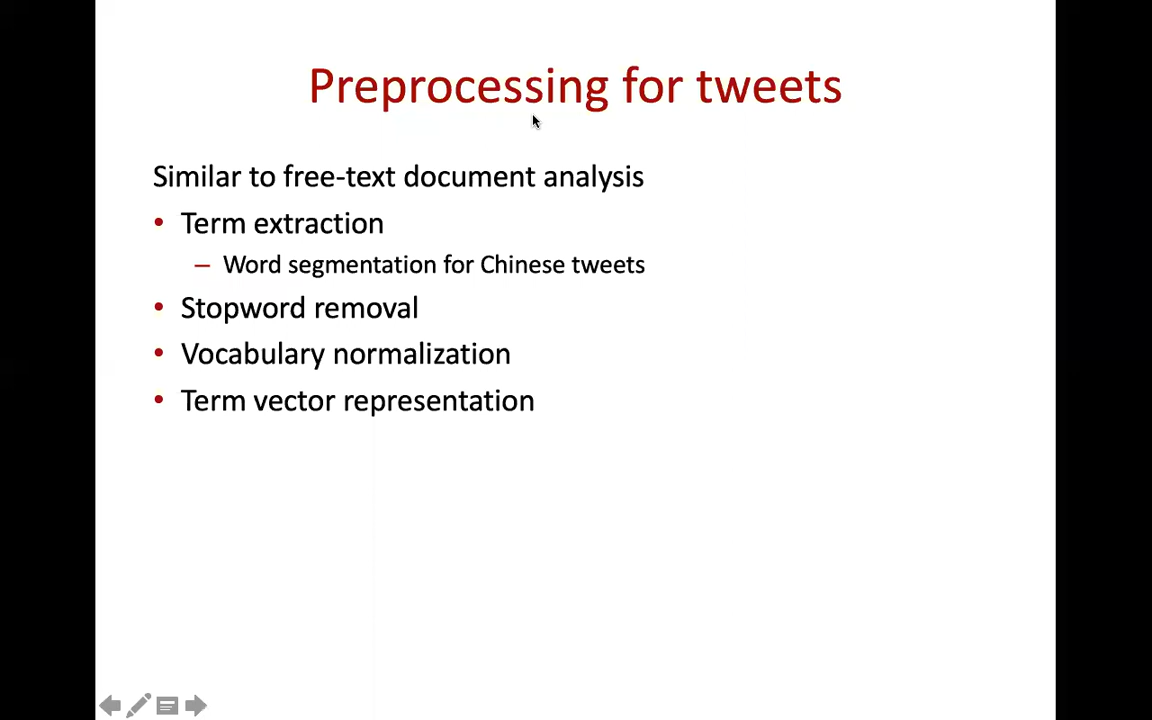 Preprocessing for tweets
Similar to free-text document analysis
• Term extraction
– Word segmentation for Chinese tweets
• Stopword removal
• Vocabulary normalization
• Term vector representation